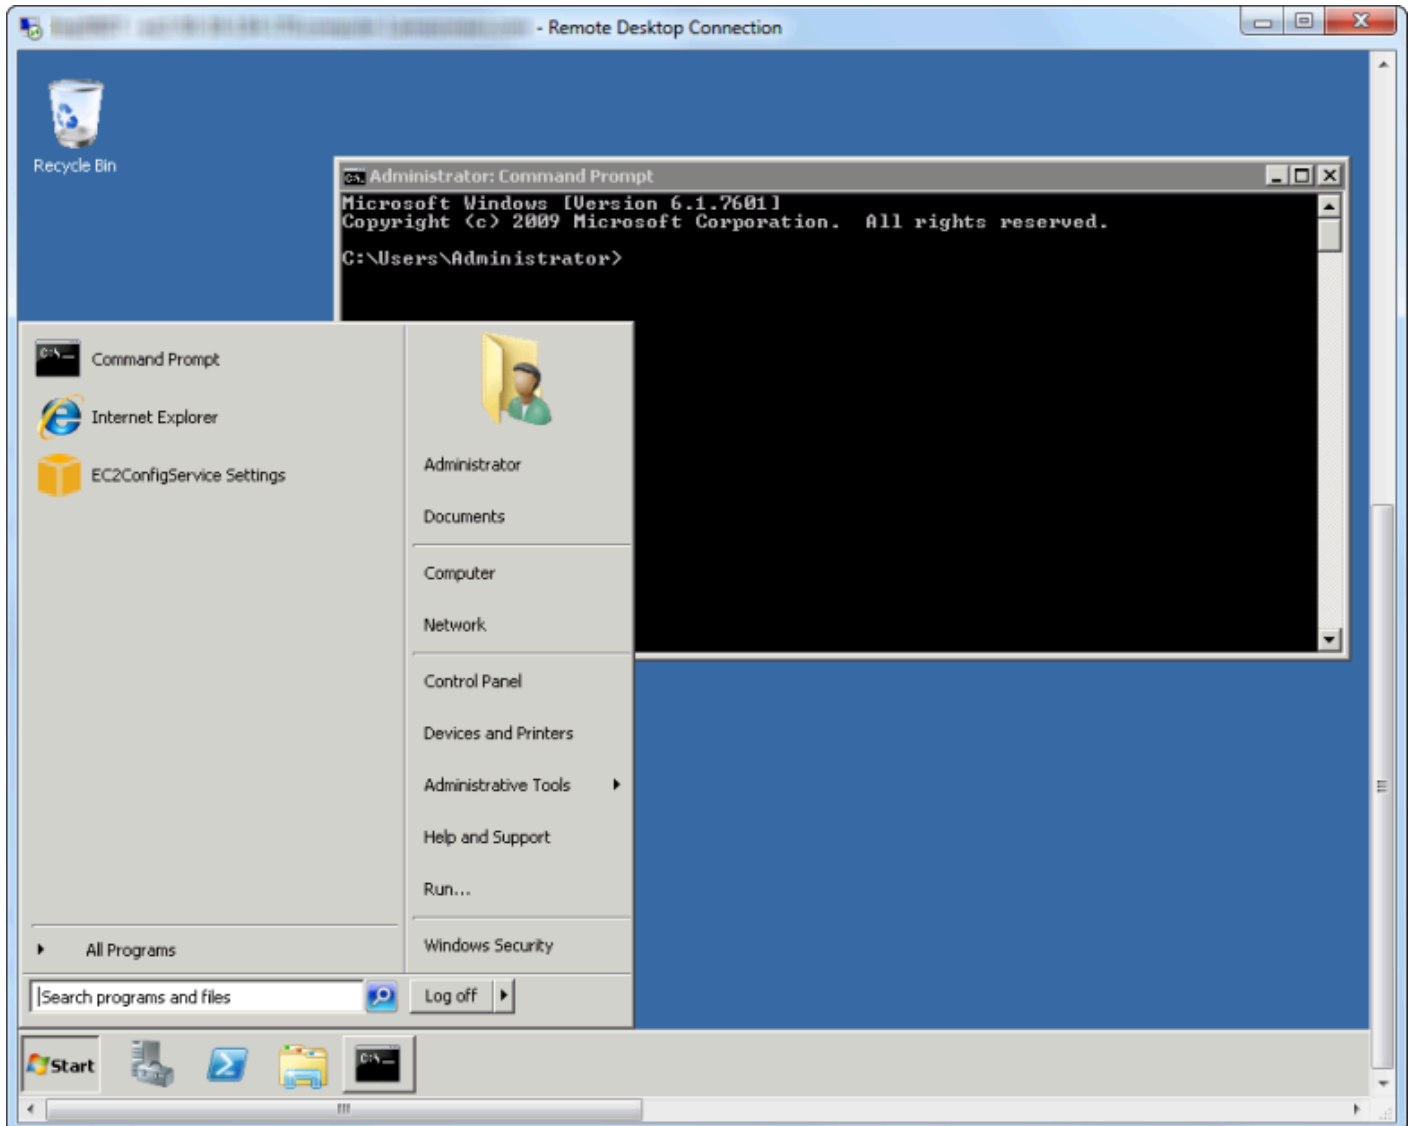 - Remote Desktop Connection
Recycle Bin
Administrator: Command Prompt
Microsoft Windows [Version 6.1.7601]
Copyright (c) 2009 Microsoft Corporation.  All rights reserved.
C:\Users\Administrator>
Command Prompt
Internet Explorer
EC2ConfigService Settings
All Programs
Search programs and files
Administrator
Documents
Computer
Network
Control Panel
Devices and Printers
Administrative Tools
Help and Support
Run...
Windows Security
Log off
Start